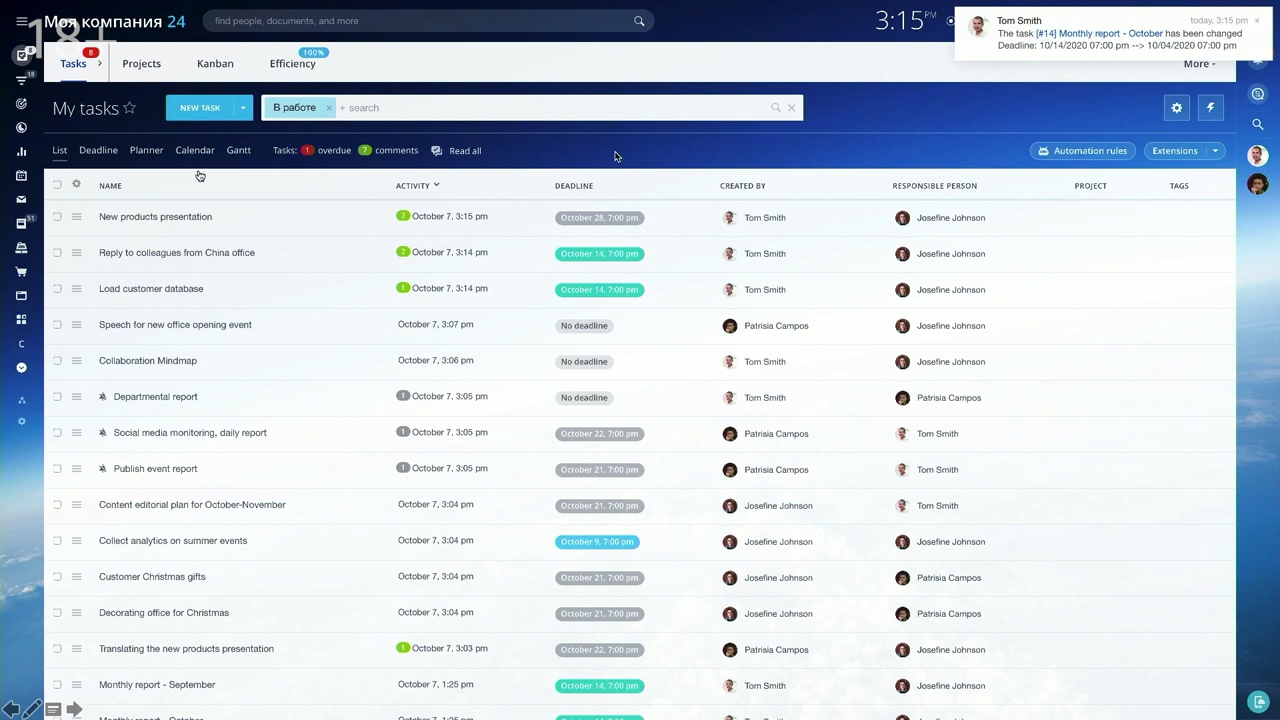 Моя компания 24
find people, documents, and more
3:15 PM
Tom Smith today, 3:15 pm
The task [#14] Monthly report - October has been changed
Deadline: 10/14/2020 07:00 pm --> 10/04/2020 07:00 pm
18+
8
18
51
C
Tasks 8
Projects
Kanban
Efficiency 100%
More
My tasks
NEW TASK
В работе × + search
List Deadline Planner Calendar Gantt Tasks: 1 overdue 7 comments Read all
Automation rules
Extensions
NAME ACTIVITY DEADLINE CREATED BY RESPONSIBLE PERSON PROJECT TAGS
New products presentation 2 October 7, 3:15 pm October 28, 7:00 pm Tom Smith Josefine Johnson
Reply to colleagues from China office 2 October 7, 3:14 pm October 14, 7:00 pm Tom Smith Josefine Johnson
Load customer database 1 October 7, 3:14 pm October 14, 7:00 pm Tom Smith Josefine Johnson
Speech for new office opening event October 7, 3:07 pm No deadline Patrisia Campos Josefine Johnson
Collaboration Mindmap October 7, 3:06 pm No deadline Tom Smith Josefine Johnson
Departmental report 1 October 7, 3:05 pm No deadline Tom Smith Patrisia Campos
Social media monitoring, daily report 1 October 7, 3:05 pm October 22, 7:00 pm Patrisia Campos Tom Smith
Publish event report 1 October 7, 3:05 pm October 21, 7:00 pm Patrisia Campos Tom Smith
Content editorial plan for October-November October 7, 3:04 pm October 21, 7:00 pm Josefine Johnson Tom Smith
Collect analytics on summer events October 7, 3:04 pm October 9, 7:00 pm Josefine Johnson Josefine Johnson
Customer Christmas gifts October 7, 3:04 pm October 21, 7:00 pm Josefine Johnson Patrisia Campos
Decorating office for Christmas October 7, 3:04 pm October 21, 7:00 pm Josefine Johnson Patrisia Campos
Translating the new products presentation 1 October 7, 3:03 pm October 22, 7:00 pm Patrisia Campos Josefine Johnson
Monthly report - September October 7, 1:25 pm October 14, 7:00 pm Tom Smith Josefine Johnson